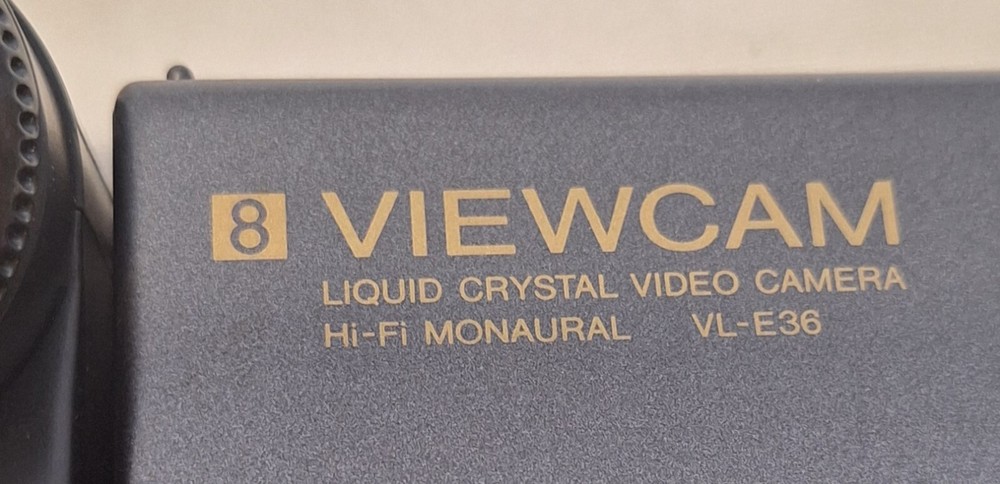 8 VIEWCAM
LIQUID CRYSTAL VIDEO CAMERA
Hi-Fi MONAURAL VL-E36